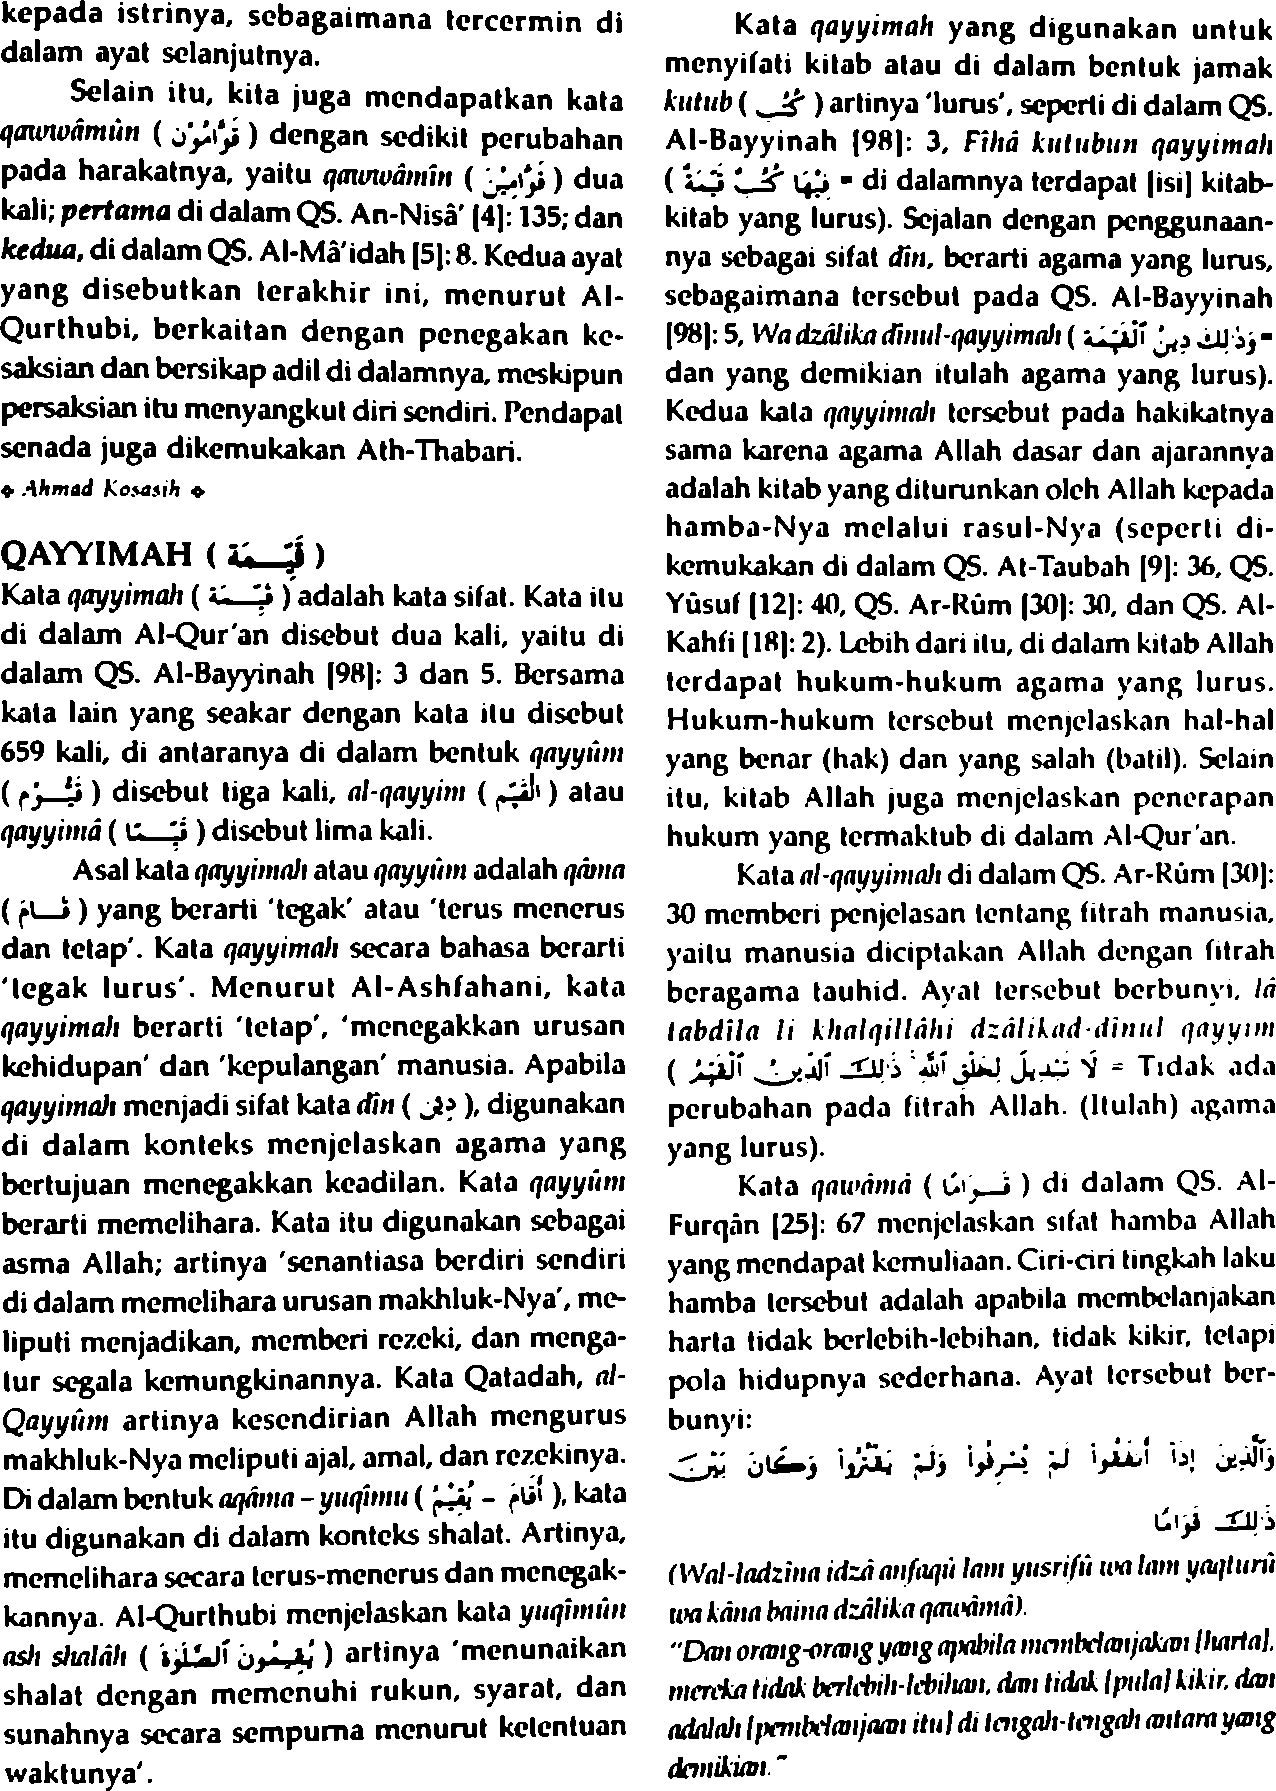 kepada istrinya, sebagaimana tercermin di
dalam ayat selanjutnya.
Selain itu, kita juga mendapatkan kata
qawwâmûn ( قَوَّامُوْنَ ) dengan sedikit perubahan
pada harakatnya, yaitu qawwâmîn ( قَوَّامِيْنَ ) dua
kali; pertama di dalam QS. An-Nisâ' [4]: 135; dan
kedua, di dalam QS. Al-Mâ'idah [5]: 8. Kedua ayat
yang disebutkan terakhir ini, menurut Al-
Qurthubi, berkaitan dengan penegakan ke-
saksian dan bersikap adil di dalamnya, meskipun
persaksian itu menyangkut diri sendiri. Pendapat
senada juga dikemukakan Ath-Thabari.
✦ Ahmad Kosasih ✦
QAYYIMAH ( قَيِّـمَة )
Kata qayyimah ( قَيِّـمَة ) adalah kata sifat. Kata itu
di dalam Al-Qur'an disebut dua kali, yaitu di
dalam QS. Al-Bayyinah [98]: 3 dan 5. Bersama
kata lain yang seakar dengan kata itu disebut
659 kali, di antaranya di dalam bentuk qayyûm
( قَيُّـوْم ) disebut tiga kali, al-qayyim ( الْقَيِّم ) atau
qayyimâ ( قَيِّـمًا ) disebut lima kali.
Asal kata qayyimah atau qayyûm adalah qâma
( قَـامَ ) yang berarti 'tegak' atau 'terus menerus
dan tetap'. Kata qayyimah secara bahasa berarti
'tegak lurus'. Menurut Al-Ashfahani, kata
qayyimah berarti 'tetap', 'menegakkan urusan
kehidupan' dan 'kepulangan' manusia. Apabila
qayyimah menjadi sifat kata dîn ( دِيْن ), digunakan
di dalam konteks menjelaskan agama yang
bertujuan menegakkan keadilan. Kata qayyûm
berarti memelihara. Kata itu digunakan sebagai
asma Allah; artinya 'senantiasa berdiri sendiri
di dalam memelihara urusan makhluk-Nya', me-
liputi menjadikan, memberi rezeki, dan menga-
tur segala kemungkinannya. Kata Qatadah, al-
Qayyûm artinya kesendirian Allah mengurus
makhluk-Nya meliputi ajal, amal, dan rezekinya.
Di dalam bentuk aqâma – yuqîmu ( أَقَامَ – يُقِيْمُ ), kata
itu digunakan di dalam konteks shalat. Artinya,
memelihara secara terus-menerus dan menegak-
kannya. Al-Qurthubi menjelaskan kata yuqîmûn
ash shalâh ( يُقِيمُونَ ٱلصَّلَوٰةَ ) artinya 'menunaikan
shalat dengan memenuhi rukun, syarat, dan
sunahnya secara sempurna menurut ketentuan
waktunya'.
Kata qayyimah yang digunakan untuk
menyifati kitab atau di dalam bentuk jamak
kutub ( كُتُـب ) artinya 'lurus', seperti di dalam QS.
Al-Bayyinah [98]: 3, Fîhâ kutubun qayyimah
( فِيْهَا كُتُبٌ قَيِّمَةٌ = di dalamnya terdapat [isi] kitab-
kitab yang lurus). Sejalan dengan penggunaan-
nya sebagai sifat dîn, berarti agama yang lurus,
sebagaimana tersebut pada QS. Al-Bayyinah
[98]: 5, Wa dzâlika dînul-qayyimah ( وَذَٰلِكَ دِينُ ٱلْقَيِّمَةِ =
dan yang demikian itulah agama yang lurus).
Kedua kata qayyimah tersebut pada hakikatnya
sama karena agama Allah dasar dan ajarannya
adalah kitab yang diturunkan oleh Allah kepada
hamba-Nya melalui rasul-Nya (seperti di-
kemukakan di dalam QS. At-Taubah [9]: 36, QS.
Yûsuf [12]: 40, QS. Ar-Rûm [30]: 30, dan QS. Al-
Kahfi [18]: 2). Lebih dari itu, di dalam kitab Allah
terdapat hukum-hukum agama yang lurus.
Hukum-hukum tersebut menjelaskan hal-hal
yang benar (hak) dan yang salah (batil). Selain
itu, kitab Allah juga menjelaskan penerapan
hukum yang termaktub di dalam Al-Qur'an.
Kata al-qayyimah di dalam QS. Ar-Rûm [30]:
30 memberi penjelasan tentang fitrah manusia,
yaitu manusia diciptakan Allah dengan fitrah
beragama tauhid. Ayat tersebut berbunyi, lâ
tabdîla li khalqillâhi dzâlikad-dînul qayyim
( لَا تَبْدِيلَ لِخَلْقِ ٱللَّهِ ۚ ذَٰلِكَ ٱلدِّينُ ٱلْقَيِّمُ = Tidak ada
perubahan pada fitrah Allah. (Itulah) agama
yang lurus).
Kata qawâmâ ( قَـوَامًا ) di dalam QS. Al-
Furqân [25]: 67 menjelaskan sifat hamba Allah
yang mendapat kemuliaan. Ciri-ciri tingkah laku
hamba tersebut adalah apabila membelanjakan
harta tidak berlebih-lebihan, tidak kikir, tetapi
pola hidupnya sederhana. Ayat tersebut ber-
bunyi:
وَٱلَّذِينَ إِذَآ أَنفَقُوا۟ لَمْ يُسْرِفُوا۟ وَلَمْ يَقْتُرُوا۟ وَكَانَ بَيْنَ
ذَٰلِكَ قَوَامًا
(Wal-ladzîna idzâ anfaqû lam yusrifû wa lam yaqturû
wa kâna baina dzâlika qawâmâ).
"Dan orang-orang yang apabila membelanjakan [harta],
mereka tidak berlebih-lebihan, dan tidak [pula] kikir, dan
adalah [pembelanjaan itu] di tengah-tengah antara yang
demikian."